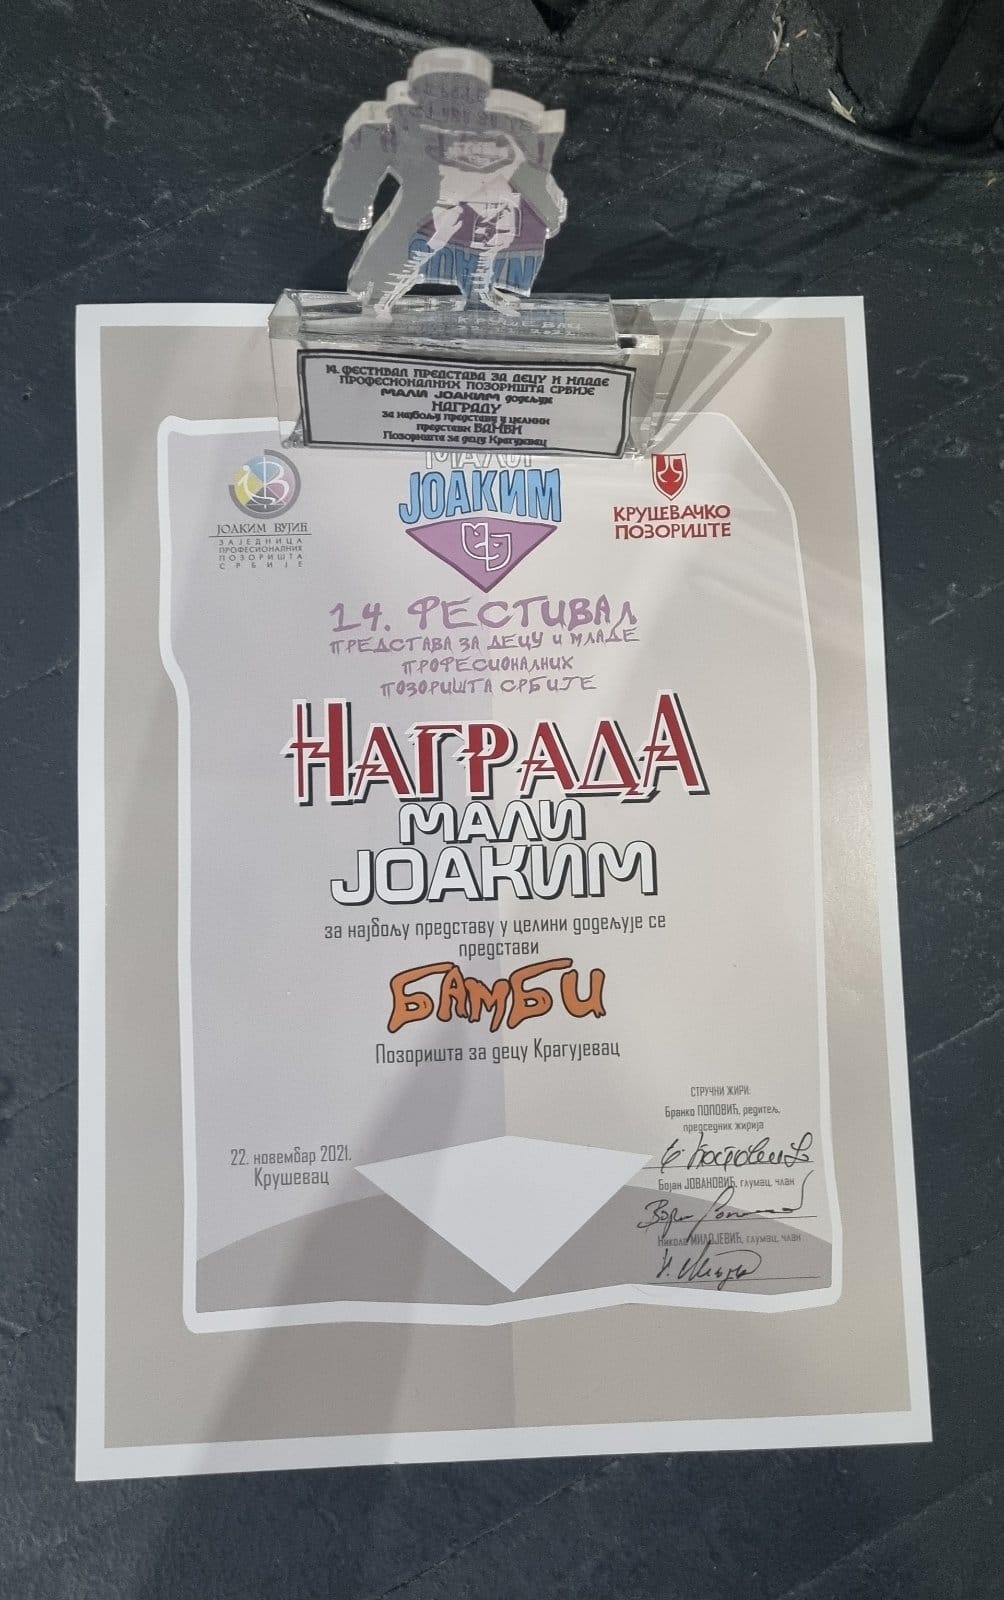 КРУШЕВАЦ
14. ФЕСТИВАЛ ПРЕДСТАВА ЗА ДЕЦУ И МЛАДЕ
ПРОФЕСИОНАЛНИХ ПОЗОРИШТА СРБИЈЕ
МАЛИ ЈОАКИМ додељује
НАГРАДУ
за најбољу представу у целини
представи БАМБИ
Позоришта за децу Крагујевац
МАЛИ
ЈОАКИМ
ЈОАКИМ ВУЈИЋ
ЗАЈЕДНИЦА
ПРОФЕСИОНАЛНИХ
ПОЗОРИШТА
СРБИЈЕ
КРУШЕВАЧКО
ПОЗОРИШТЕ
14. ФЕСТИВАЛ
ПРЕДСТАВА ЗА ДЕЦУ И МЛАДЕ
ПРОФЕСИОНАЛНИХ
ПОЗОРИШТА СРБИЈЕ
НАГРАДА
МАЛИ
ЈОАКИМ
за најбољу представу у целини додељује се
представи
БАМБИ
Позоришта за децу Крагујевац
22. новембар 2021.
Крушевац
СТРУЧНИ ЖИРИ:
Бранко ПОПОВИЋ, редитељ,
председник жирија
Бојан ЈОВАНОВИЋ, глумац, члан
Никола МИЛОЈЕВИЋ, глумац, члан